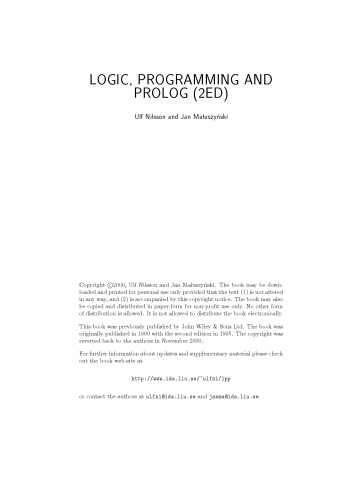 LOGIC, PROGRAMMING AND
PROLOG (2ED)
Ulf Nilsson and Jan Małuszyński
Copyright ©2000, Ulf Nilsson and Jan Małuszyński. The book may be down-
loaded and printed for personal use only provided that the text (1) is not altered
in any way, and (2) is accompanied by this copyright notice. The book may also
be copied and distributed in paper-form for non-profit use only. No other form
of distribution is allowed. It is not allowed to distribute the book electronically.
This book was previously published by John Wiley & Sons Ltd. The book was
originally published in 1990 with the second edition in 1995. The copyright was
reverted back to the authors in November 2000.
For further information about updates and supplementary material please check
out the book web-site at
http://www.ida.liu.se/~ulfni/lpp
or contact the authors at ulfni@ida.liu.se and janma@ida.liu.se.